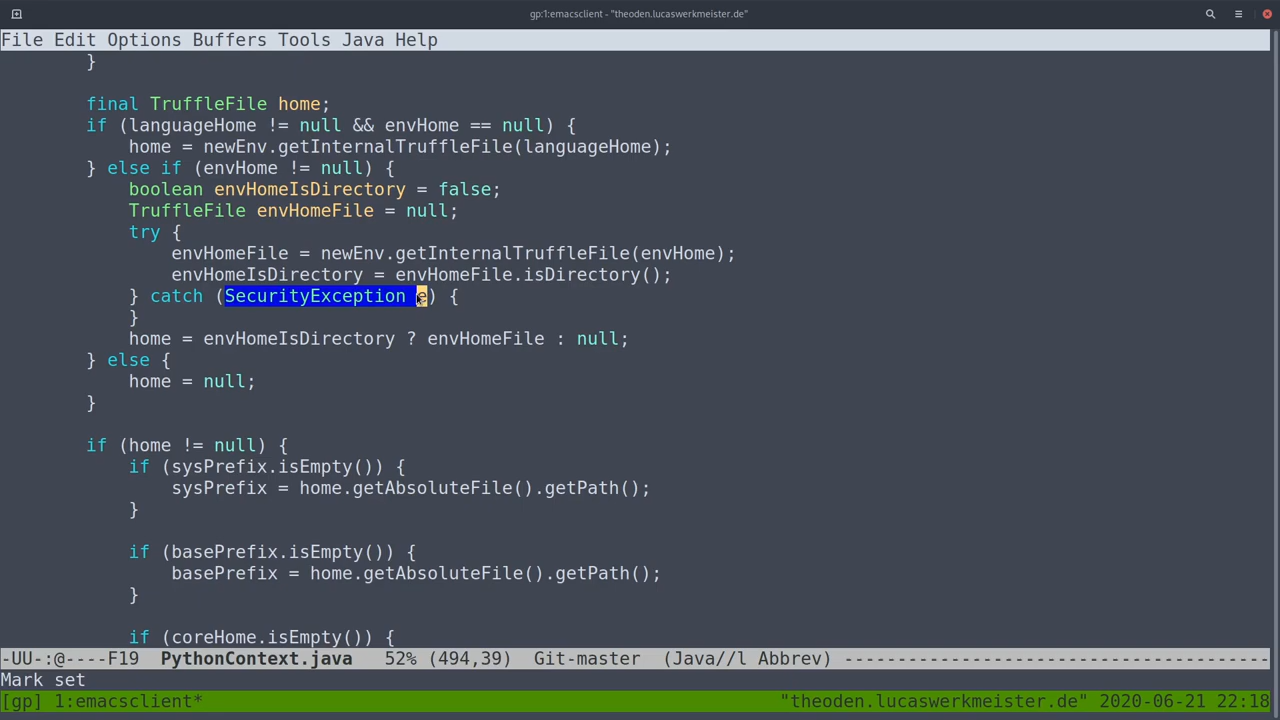 gp:1:emacsclient - "theoden.lucaswerkmeister.de"
File Edit Options Buffers Tools Java Help
        }

        final TruffleFile home;
        if (languageHome != null && envHome == null) {
            home = newEnv.getInternalTruffleFile(languageHome);
        } else if (envHome != null) {
            boolean envHomeIsDirectory = false;
            TruffleFile envHomeFile = null;
            try {
                envHomeFile = newEnv.getInternalTruffleFile(envHome);
                envHomeIsDirectory = envHomeFile.isDirectory();
            } catch (SecurityException e) {
            }
            home = envHomeIsDirectory ? envHomeFile : null;
        } else {
            home = null;
        }

        if (home != null) {
            if (sysPrefix.isEmpty()) {
                sysPrefix = home.getAbsoluteFile().getPath();
            }

            if (basePrefix.isEmpty()) {
                basePrefix = home.getAbsoluteFile().getPath();
            }

            if (coreHome.isEmpty()) {
-UU-:@----F19  PythonContext.java   52% (494,39)   Git-master  (Java//l Abbrev) ----------------------------------------
Mark set
[gp] 1:emacsclient* "theoden.lucaswerkmeister.de" 2020-06-21 22:18